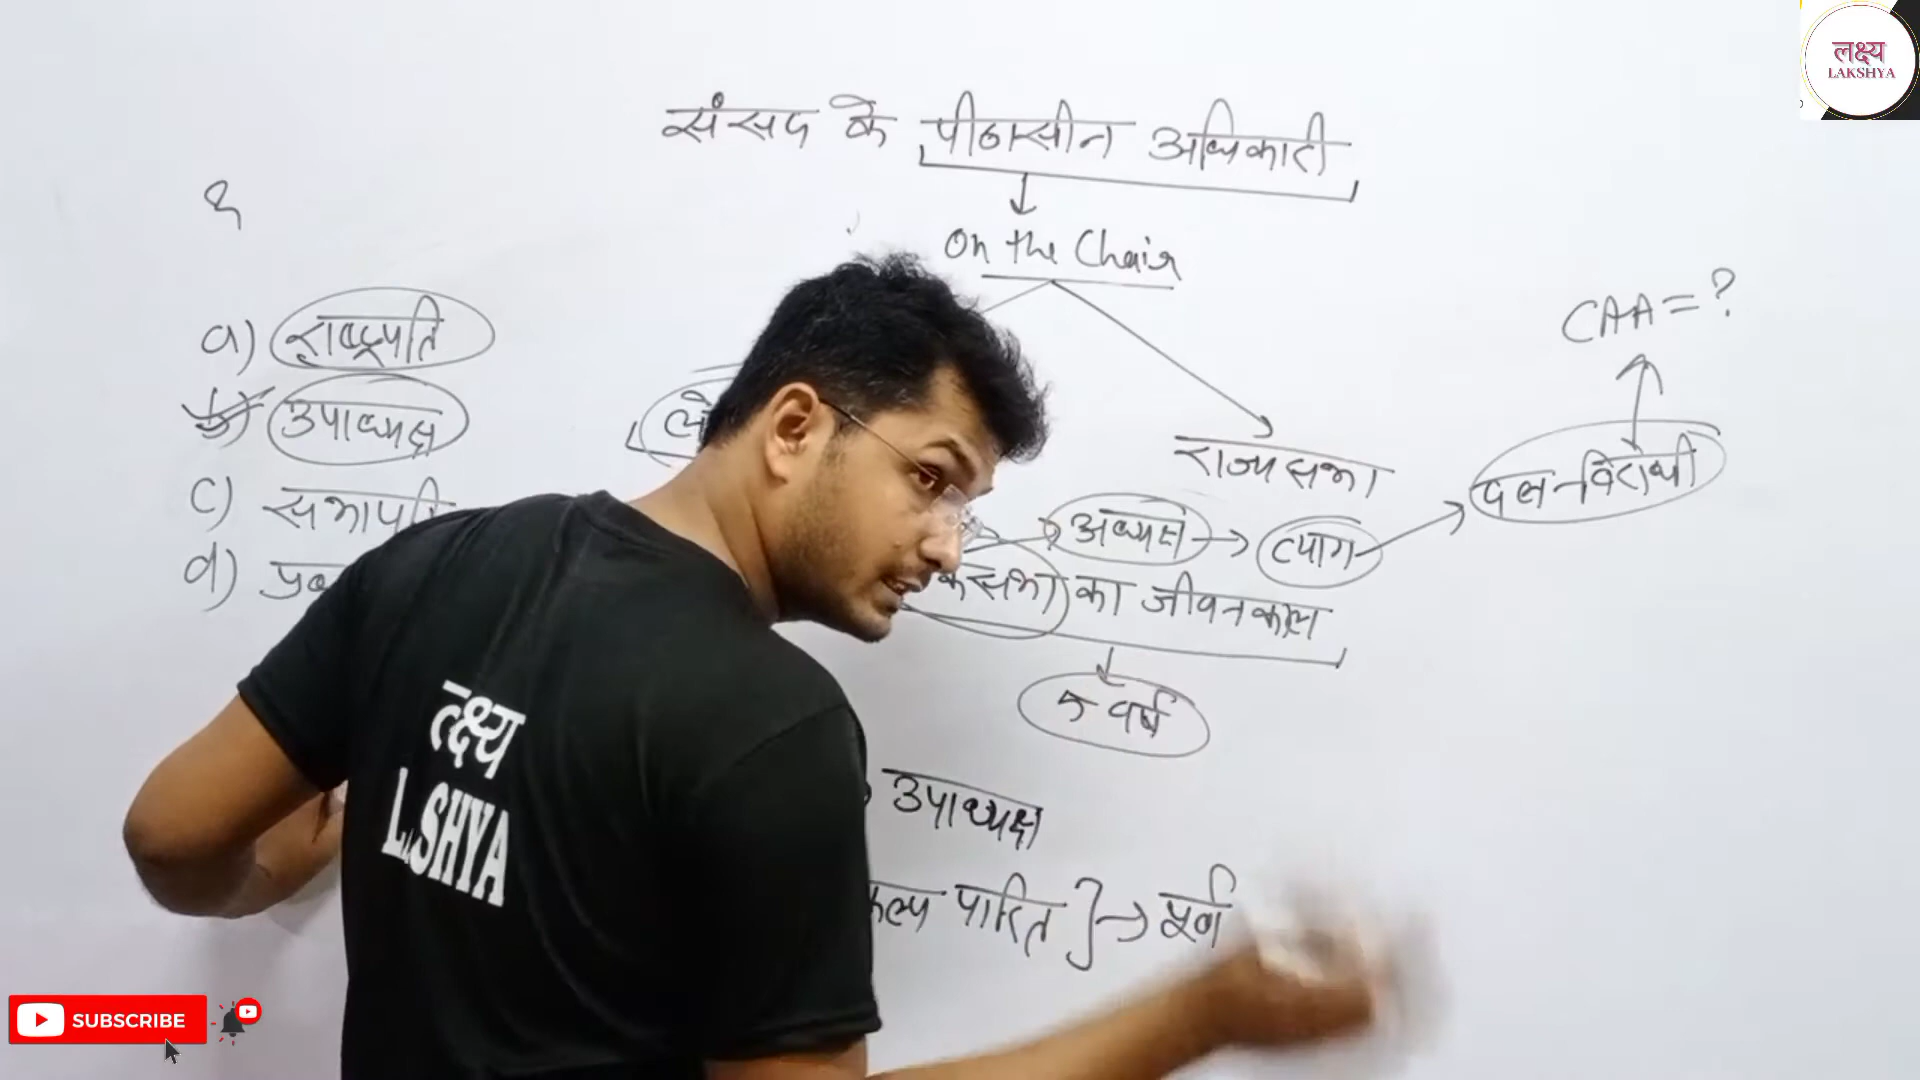 लक्ष्य
LAKSHYA
संसद के पीठासीन अधिकारी
On the Chair
CAA = ?
a) राष्ट्रपति
b) उपाध्यक्ष
c) सभापति
d)
राज्यसभा
दल-विरोधी
अध्यक्ष → त्याग
का जीवनकाल
5 वर्ष
उपाध्यक्ष
पारित } → पूर्व
लक्ष्य
SUBSCRIBE